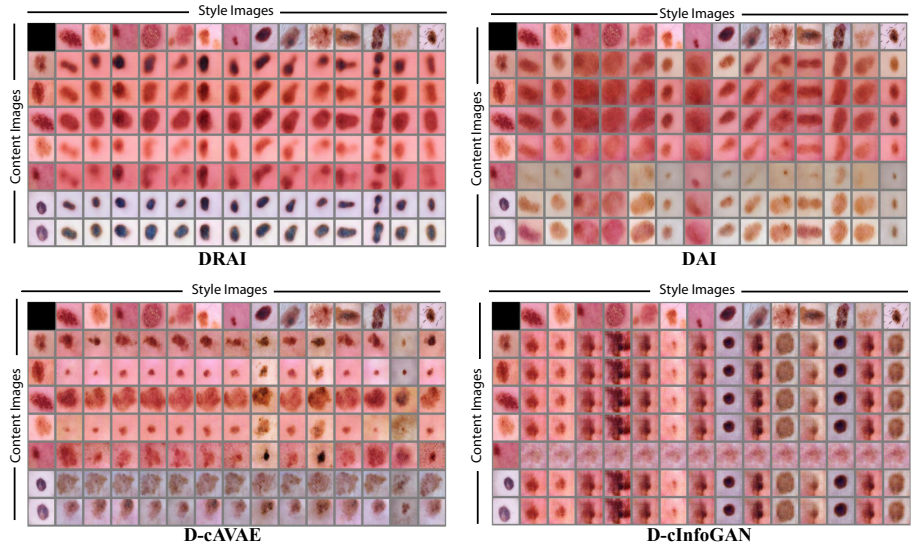 Style Images
Style Images
Content Images
Content Images
DRAI
DAI
Style Images
Style Images
Content Images
Content Images
D-cAVAE
D-cInfoGAN